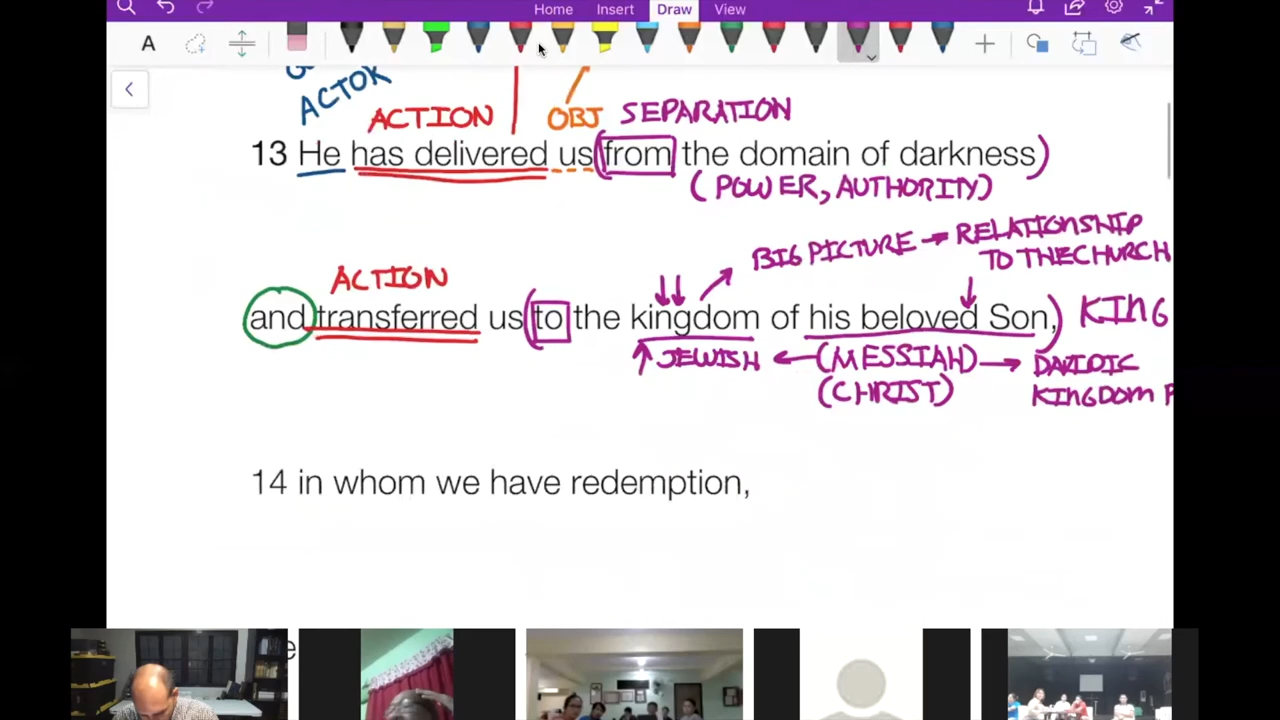 Home Insert Draw View
A
ACTOR
ACTION OBJ SEPARATION
13 He has delivered us (from the domain of darkness)
(POWER, AUTHORITY)
BIG PICTURE → RELATIONSHIP
TO THE CHURCH
ACTION
and transferred us (to the kingdom of his beloved Son,) KING
↑ JEWISH ← (MESSIAH) → DAVIDIC
(CHRIST) KINGDOM P
14 in whom we have redemption,
e